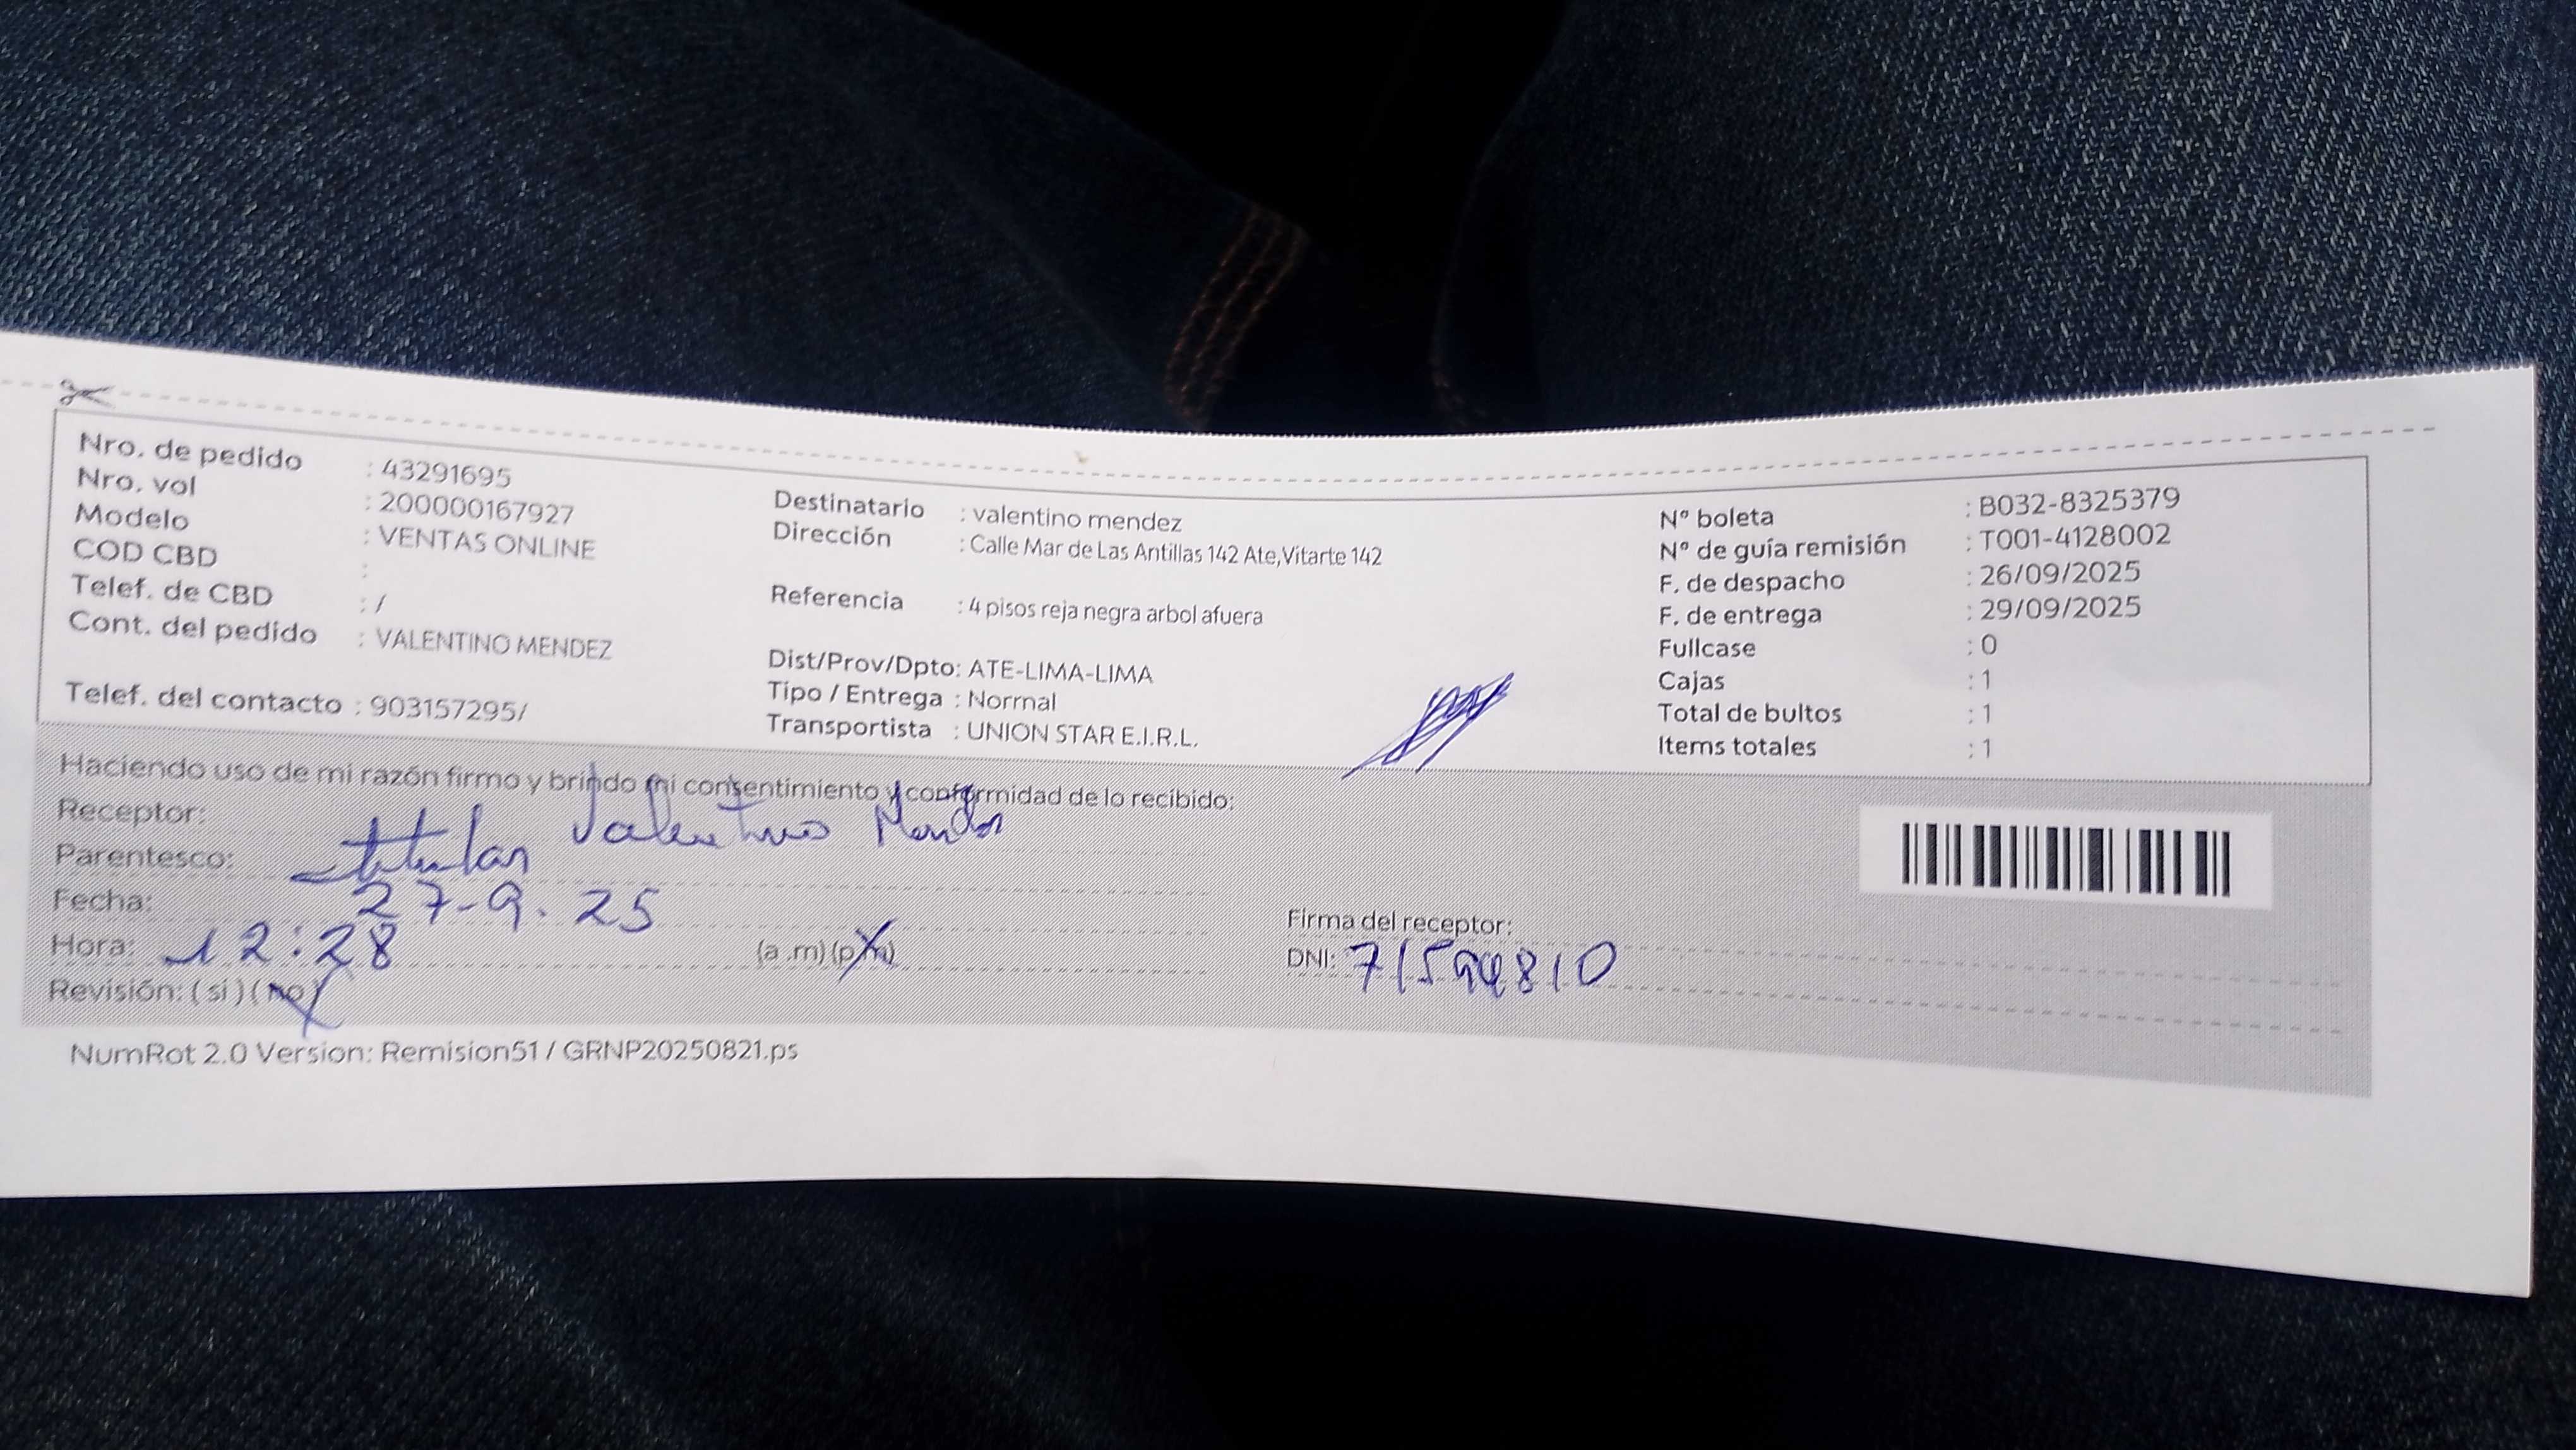 Nro. de pedido : 43291695
Nro. vol : 200000167927
Modelo : VENTAS ONLINE
COD CBD :
Telef. de CBD : /
Cont. del pedido : VALENTINO MENDEZ
Telef. del contacto : 903157295/
Destinatario : valentino mendez
Dirección : Calle Mar de Las Antillas 142 Ate,Vitarte 142
Referencia : 4 pisos reja negra arbol afuera
Dist/Prov/Dpto: ATE-LIMA-LIMA
Tipo / Entrega : Normal
Transportista : UNION STAR E.I.R.L.
N° boleta : B032-8325379
N° de guía remisión : T001-4128002
F. de despacho : 26/09/2025
F. de entrega : 29/09/2025
Fullcase : 0
Cajas : 1
Total de bultos : 1
Items totales : 1
Haciendo uso de mi razón firmo y brindo mi consentimiento y conformidad de lo recibido:
Receptor: Valentino
Parentesco: titular
Fecha: 27-9-25
Hora: 12:28 (a .m) (p.m)
Revisión: ( si ) ( no )
Firma del receptor:
DNI:
NumRot 2.0 Version: Remision51 / GRNP20250821.ps